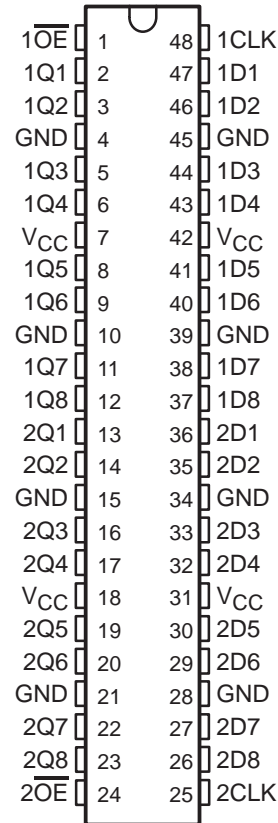 1O̅E̅ 1 48 1CLK
1Q1 2 47 1D1
1Q2 3 46 1D2
GND 4 45 GND
1Q3 5 44 1D3
1Q4 6 43 1D4
VCC 7 42 VCC
1Q5 8 41 1D5
1Q6 9 40 1D6
GND 10 39 GND
1Q7 11 38 1D7
1Q8 12 37 1D8
2Q1 13 36 2D1
2Q2 14 35 2D2
GND 15 34 GND
2Q3 16 33 2D3
2Q4 17 32 2D4
VCC 18 31 VCC
2Q5 19 30 2D5
2Q6 20 29 2D6
GND 21 28 GND
2Q7 22 27 2D7
2Q8 23 26 2D8
2O̅E̅ 24 25 2CLK